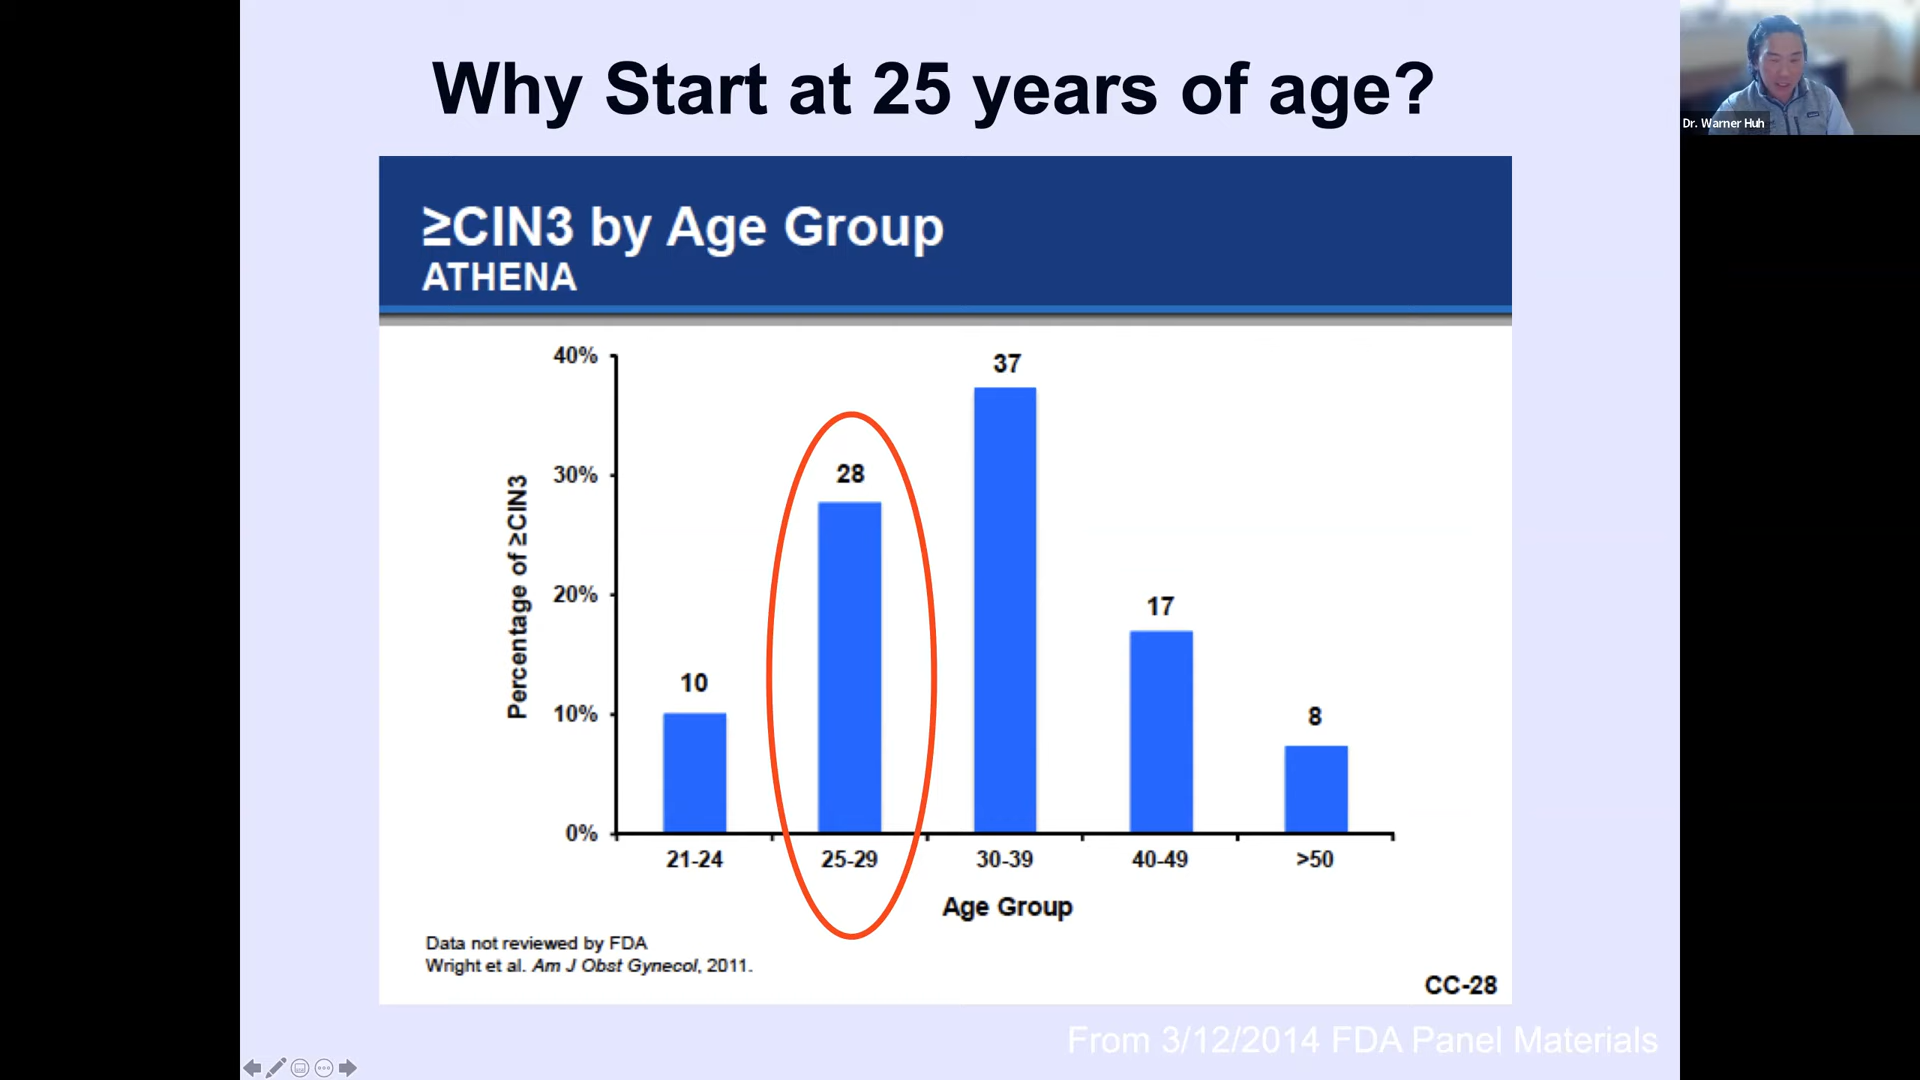 Why Start at 25 years of age?
Dr. Warner Huh
≥CIN3 by Age Group
ATHENA
Percentage of ≥CIN3
40%
30%
20%
10%
0%
10
28
37
17
8
21-24
25-29
30-39
40-49
>50
Age Group
Data not reviewed by FDA
Wright et al. Am J Obst Gynecol, 2011.
CC-28
From 3/12/2014 FDA Panel Materials